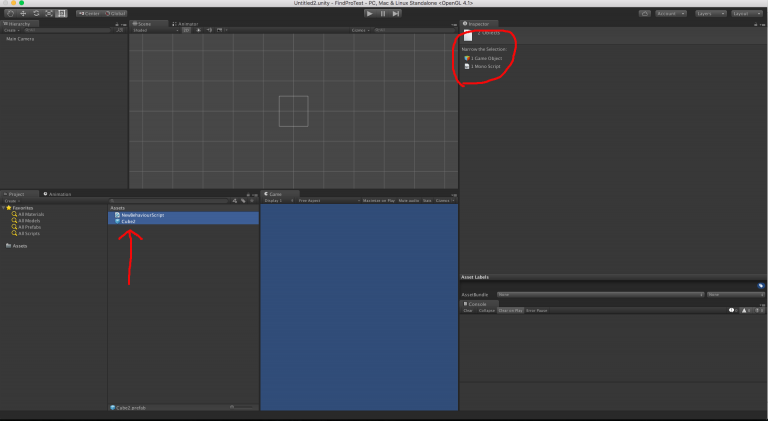 Untitled2.unity - FindProTest - PC, Mac & Linux Standalone <OpenGL 4.1>
Center Global Account Layers Layout
Hierarchy
Create
Main Camera
Scene Animator
Shaded 2D Gizmos
Inspector
2 Objects
Narrow the Selection:
1 Game Object
1 Mono Script
Project Animation
Create
Favorites
All Materials
All Models
All Prefabs
All Scripts
Assets
Assets
NewBehaviourScript
Cube2
Cube2.prefab
Game
Display 1 Free Aspect Maximize on Play Mute audio Stats Gizmos
Asset Labels
AssetBundle None None
Console
Clear Collapse Clear on Play Error Pause